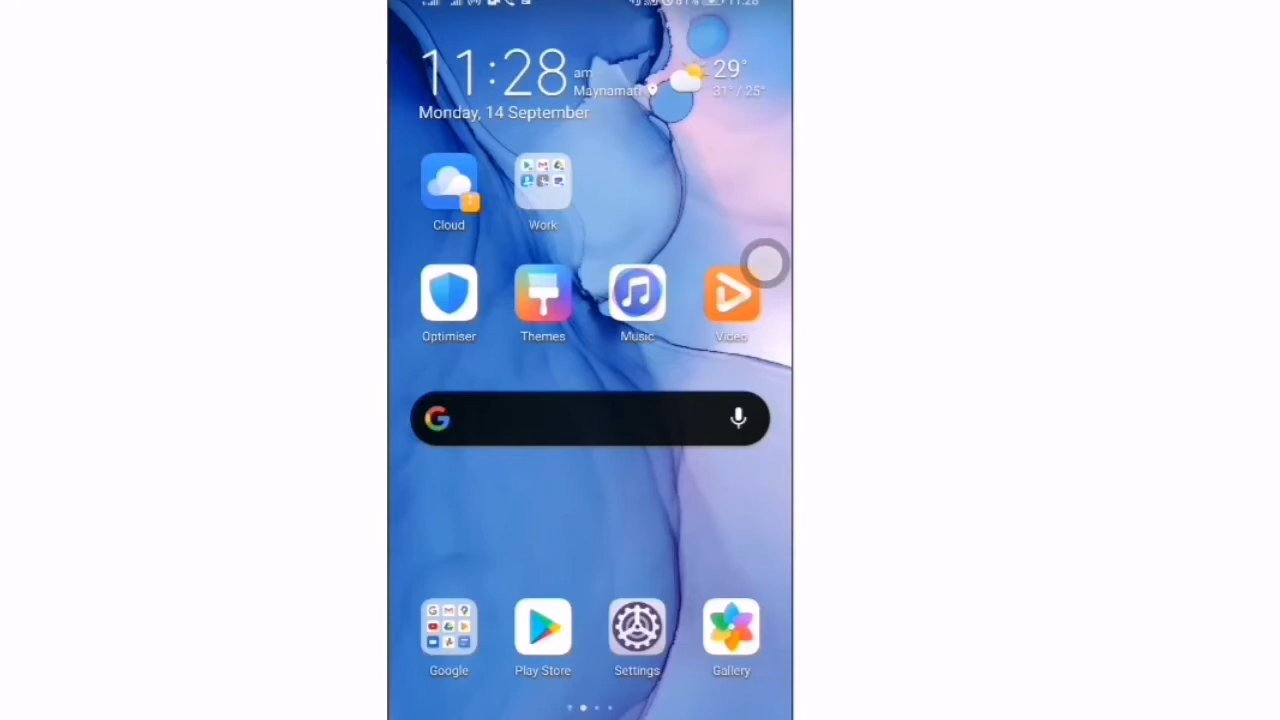 11:28 am
Maynamati
29°
31° / 25°
Monday, 14 September
Cloud
Work
Optimiser
Themes
Music
Video
Google
Play Store
Settings
Gallery